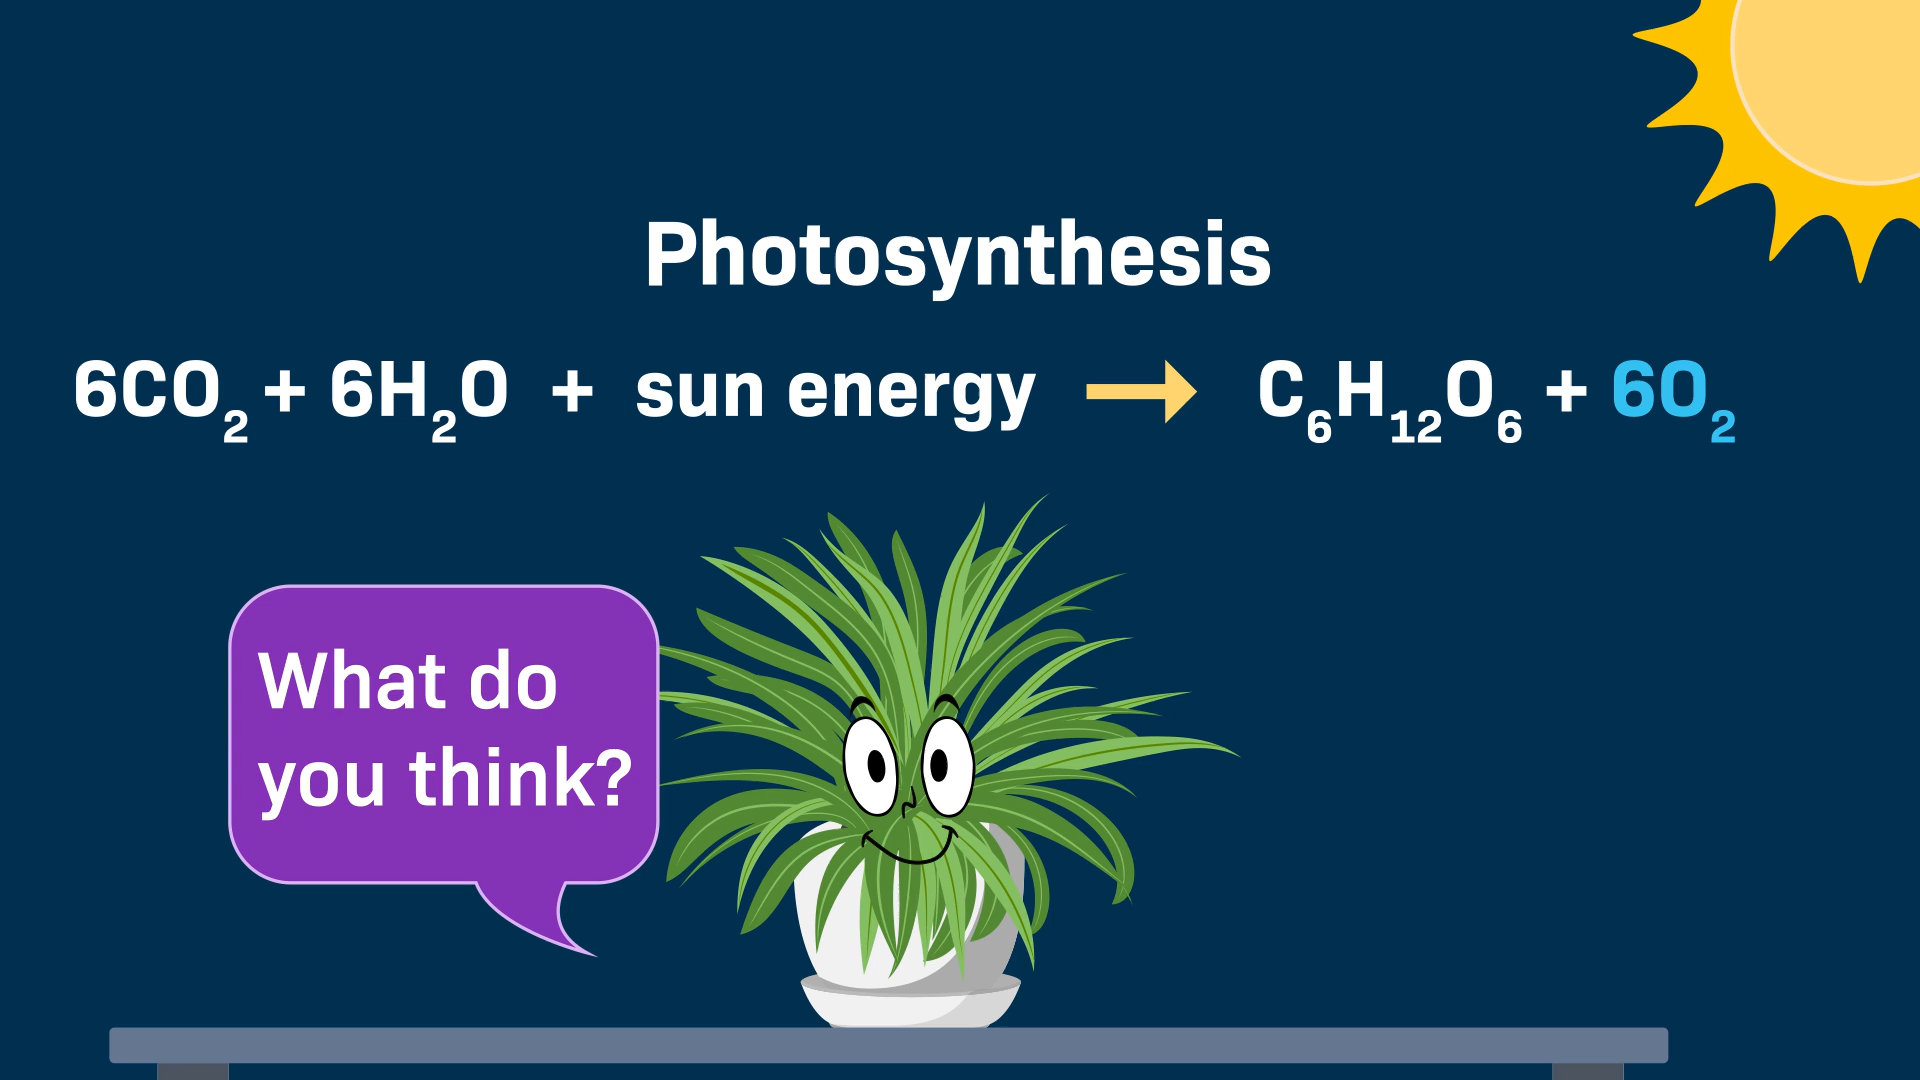 Photosynthesis
6CO₂ + 6H₂O + sun energy → C₆H₁₂O₆ + 6O₂
What do
you think?